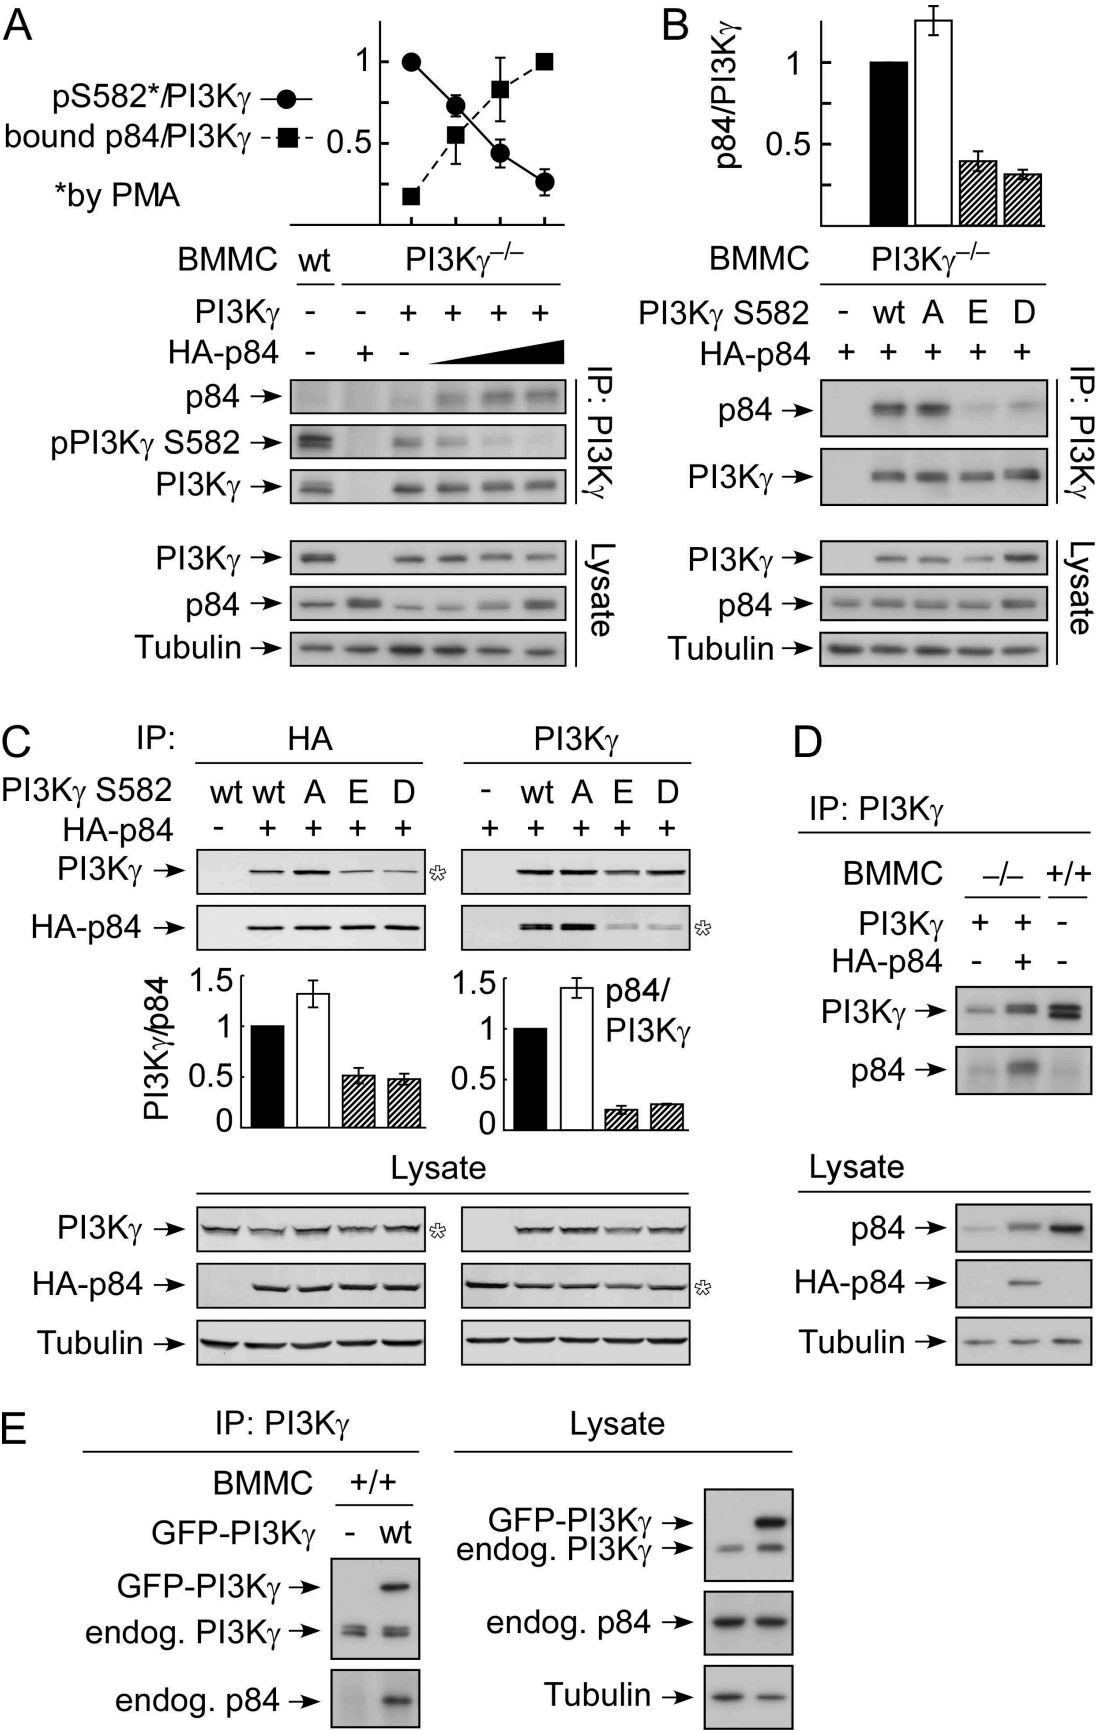 A
1
0.5
pS582*/PI3Kγ
bound p84/PI3Kγ
*by PMA
BMMC wt PI3Kγ–/–
PI3Kγ - - + + + +
HA-p84 - + -
p84
pPI3Kγ S582
PI3Kγ
IP: PI3Kγ
PI3Kγ
p84
Tubulin
Lysate
B
p84/PI3Kγ
1
0.5
BMMC PI3Kγ–/–
PI3Kγ S582 - wt A E D
HA-p84 + + + + +
p84
PI3Kγ
IP: PI3Kγ
PI3Kγ
p84
Tubulin
Lysate
C
IP: HA PI3Kγ
PI3Kγ S582 wt wt A E D - wt A E D
HA-p84 - + + + + + + + + +
PI3Kγ *
HA-p84 *
PI3Kγ/p84
1.5
1
0.5
0
1.5
1
0.5
0
p84/
PI3Kγ
Lysate
PI3Kγ *
HA-p84 *
Tubulin
D
IP: PI3Kγ
BMMC –/– +/+
PI3Kγ + + -
HA-p84 - + -
PI3Kγ
p84
Lysate
p84
HA-p84
Tubulin
E
IP: PI3Kγ
BMMC +/+
GFP-PI3Kγ - wt
GFP-PI3Kγ
endog. PI3Kγ
endog. p84
Lysate
GFP-PI3Kγ
endog. PI3Kγ
endog. p84
Tubulin